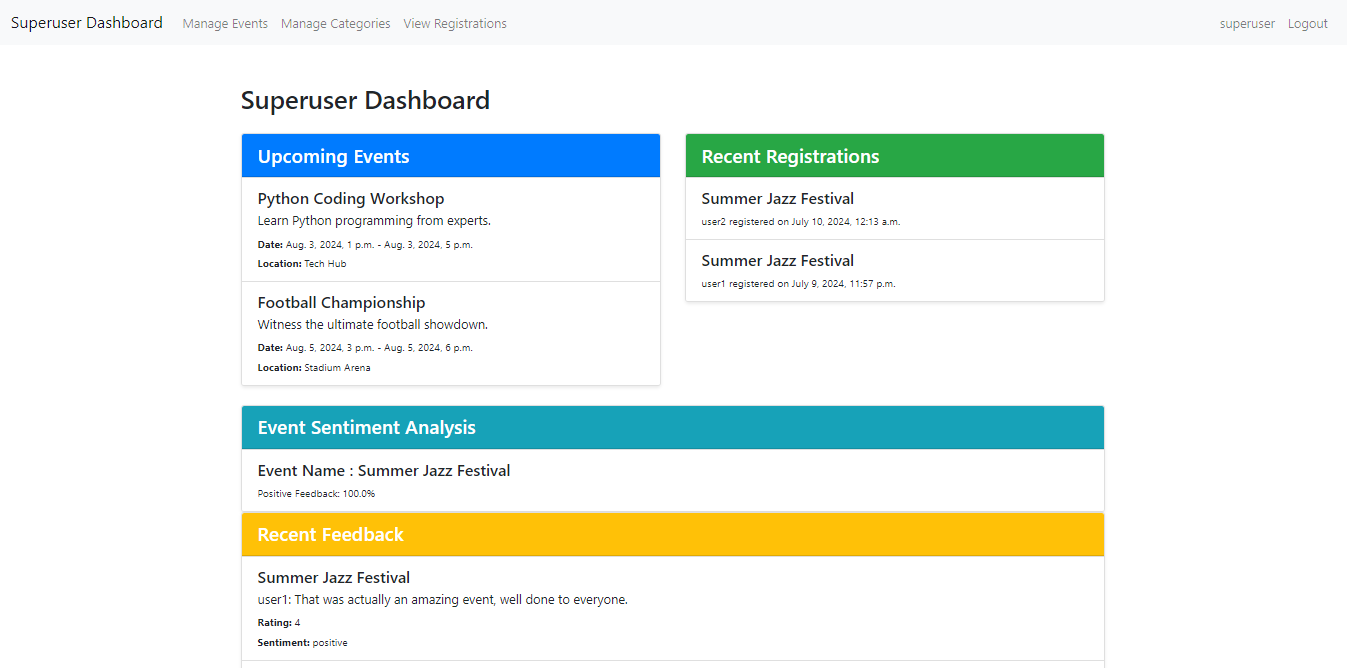 Superuser Dashboard Manage Events Manage Categories View Registrations superuser Logout
Superuser Dashboard
Upcoming Events
Python Coding Workshop
Learn Python programming from experts.
Date: Aug. 3, 2024, 1 p.m. - Aug. 3, 2024, 5 p.m.
Location: Tech Hub
Football Championship
Witness the ultimate football showdown.
Date: Aug. 5, 2024, 3 p.m. - Aug. 5, 2024, 6 p.m.
Location: Stadium Arena
Recent Registrations
Summer Jazz Festival
user2 registered on July 10, 2024, 12:13 a.m.
Summer Jazz Festival
user1 registered on July 9, 2024, 11:57 p.m.
Event Sentiment Analysis
Event Name : Summer Jazz Festival
Positive Feedback: 100.0%
Recent Feedback
Summer Jazz Festival
user1: That was actually an amazing event, well done to everyone.
Rating: 4
Sentiment: positive